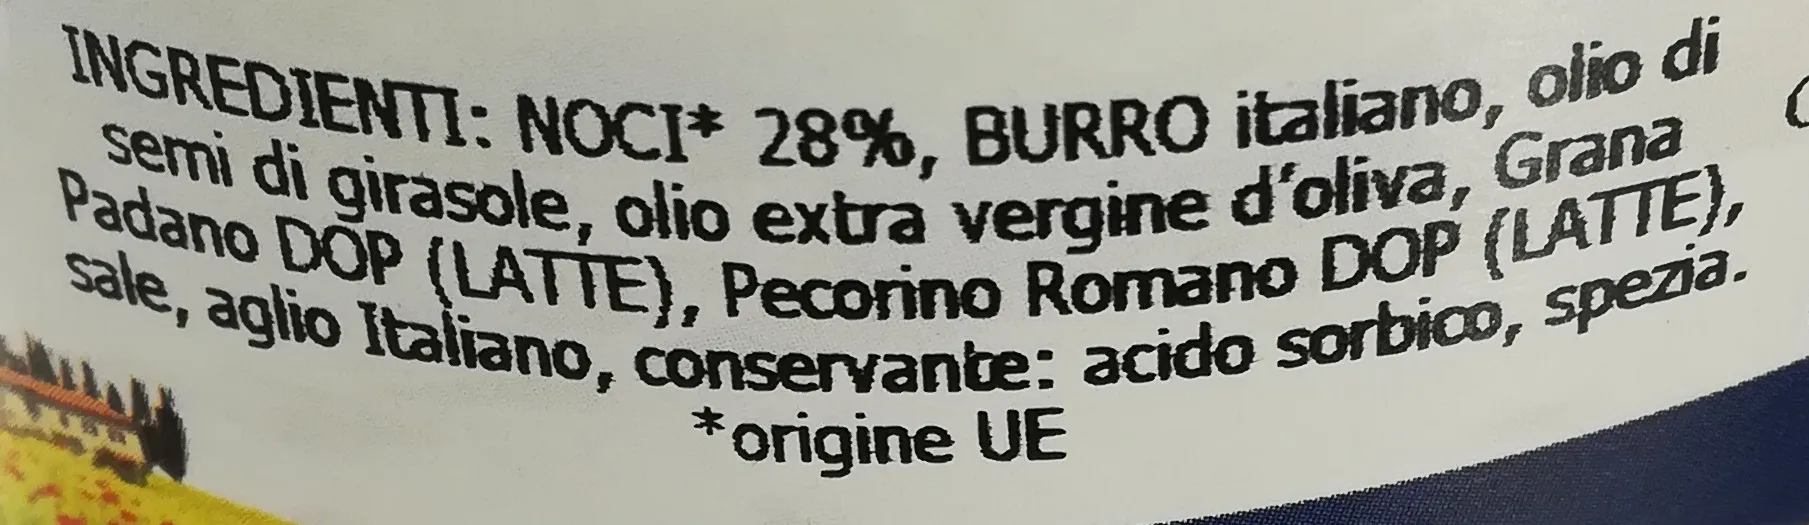 INGREDIENTI: NOCI* 28%, BURRO italiano, olio di
semi di girasole, olio extra vergine d'oliva, Grana
Padano DOP (LATTE), Pecorino Romano DOP (LATTE),
sale, aglio Italiano, conservante: acido sorbico, spezia.
*origine UE